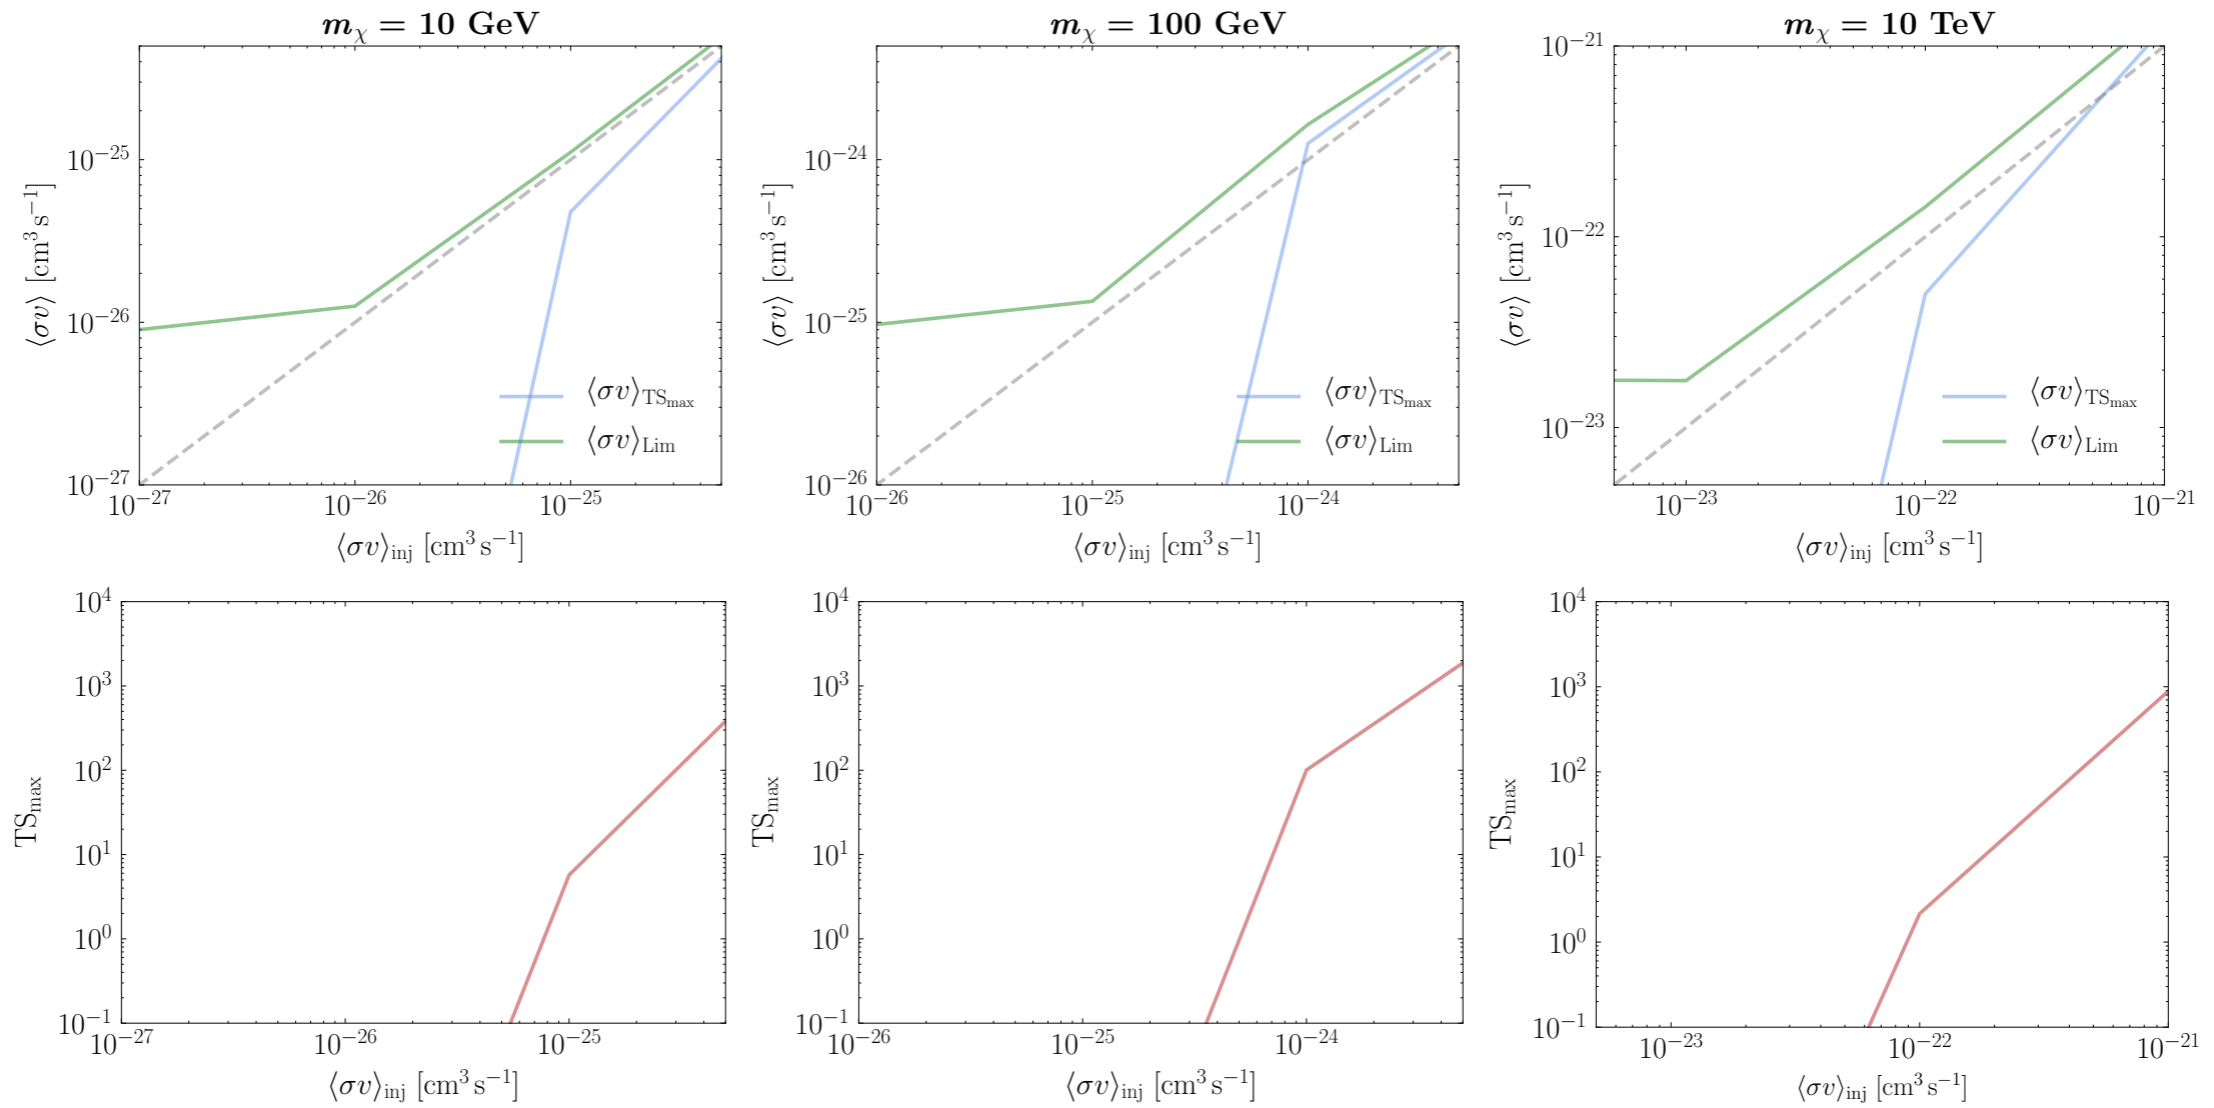 m_χ = 10 GeV
10^−25
10^−26
10^−27
⟨σv⟩ [cm^3 s^−1]
⟨σv⟩_TS_max
⟨σv⟩_Lim
10^−27 10^−26 10^−25
⟨σv⟩_inj [cm^3 s^−1]
m_χ = 100 GeV
10^−24
10^−25
10^−26
⟨σv⟩ [cm^3 s^−1]
⟨σv⟩_TS_max
⟨σv⟩_Lim
10^−26 10^−25 10^−24
⟨σv⟩_inj [cm^3 s^−1]
m_χ = 10 TeV
10^−21
10^−22
10^−23
⟨σv⟩ [cm^3 s^−1]
⟨σv⟩_TS_max
⟨σv⟩_Lim
10^−23 10^−22 10^−21
⟨σv⟩_inj [cm^3 s^−1]
10^4
10^3
10^2
10^1
10^0
10^−1
TS_max
10^−27 10^−26 10^−25
⟨σv⟩_inj [cm^3 s^−1]
10^4
10^3
10^2
10^1
10^0
10^−1
TS_max
10^−26 10^−25 10^−24
⟨σv⟩_inj [cm^3 s^−1]
10^4
10^3
10^2
10^1
10^0
10^−1
TS_max
10^−23 10^−22 10^−21
⟨σv⟩_inj [cm^3 s^−1]